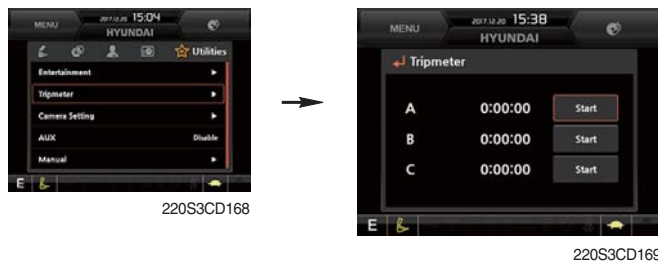 MENU 2017.12.20 15:04
HYUNDAI
Utilities
Entertainment
Tripmeter
Camera Setting
AUX Disable
Manual
E
220S3CD168
MENU 2017.12.20 15:38
HYUNDAI
Tripmeter
A 0:00:00 Start
B 0:00:00 Start
C 0:00:00 Start
E
220S3CD169